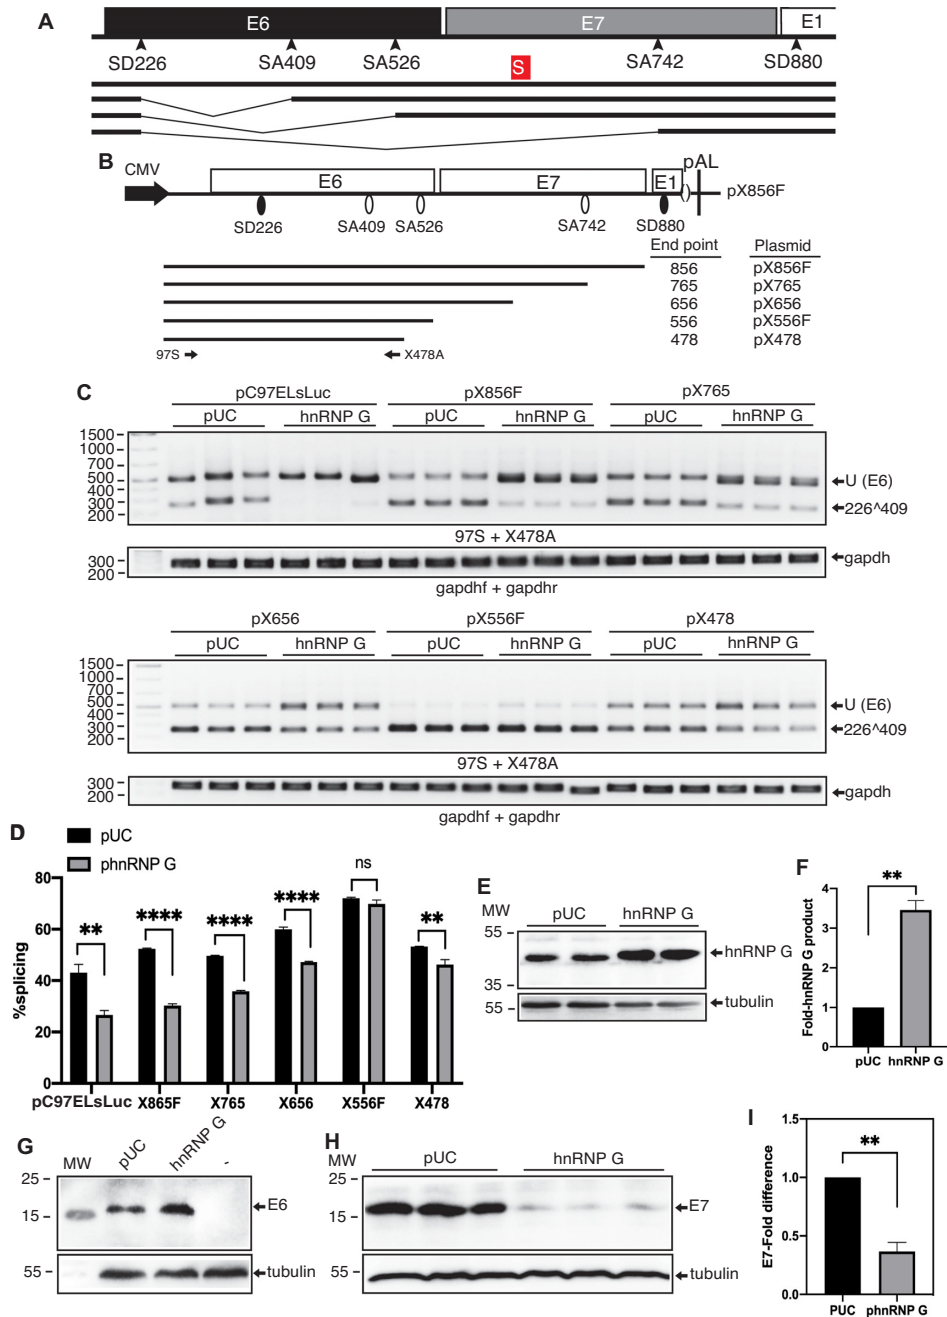 A
E6 E7 E1
SD226 SA409 SA526 S SA742 SD880
B
CMV pAL
E6 E7 E1 () pX856F
SD226 SA409 SA526 SA742 SD880
End point Plasmid
856 pX856F
765 pX765
656 pX656
556 pX556F
478 pX478
97S X478A
C
pC97ELsLuc pX856F pX765
pUC hnRNP G pUC hnRNP G pUC hnRNP G
1500
1000
700
500 U (E6)
400
300 226^409
200
97S + X478A
300 gapdh
200
gapdhf + gapdhr
pX656 pX556F pX478
pUC hnRNP G pUC hnRNP G pUC hnRNP G
1500
1000
700
500 U (E6)
400
300 226^409
200
97S + X478A
300 gapdh
200
gapdhf + gapdhr
D
pUC
phnRNP G
%splicing
80
60
40
20
0
** **** **** **** ns **
pC97ELsLuc X865F X765 X656 X556F X478
E
MW pUC hnRNP G
55
hnRNP G
35
55 tubulin
F
Fold-hnRNP G product
4
3
2
1
0
**
pUC hnRNP G
G
MW pUC hnRNP G -
25
15 E6
55 tubulin
H
MW pUC hnRNP G
25
15 E7
55 tubulin
I
E7-Fold difference
1.5
1.0
0.5
0.0
**
PUC phnRNP G